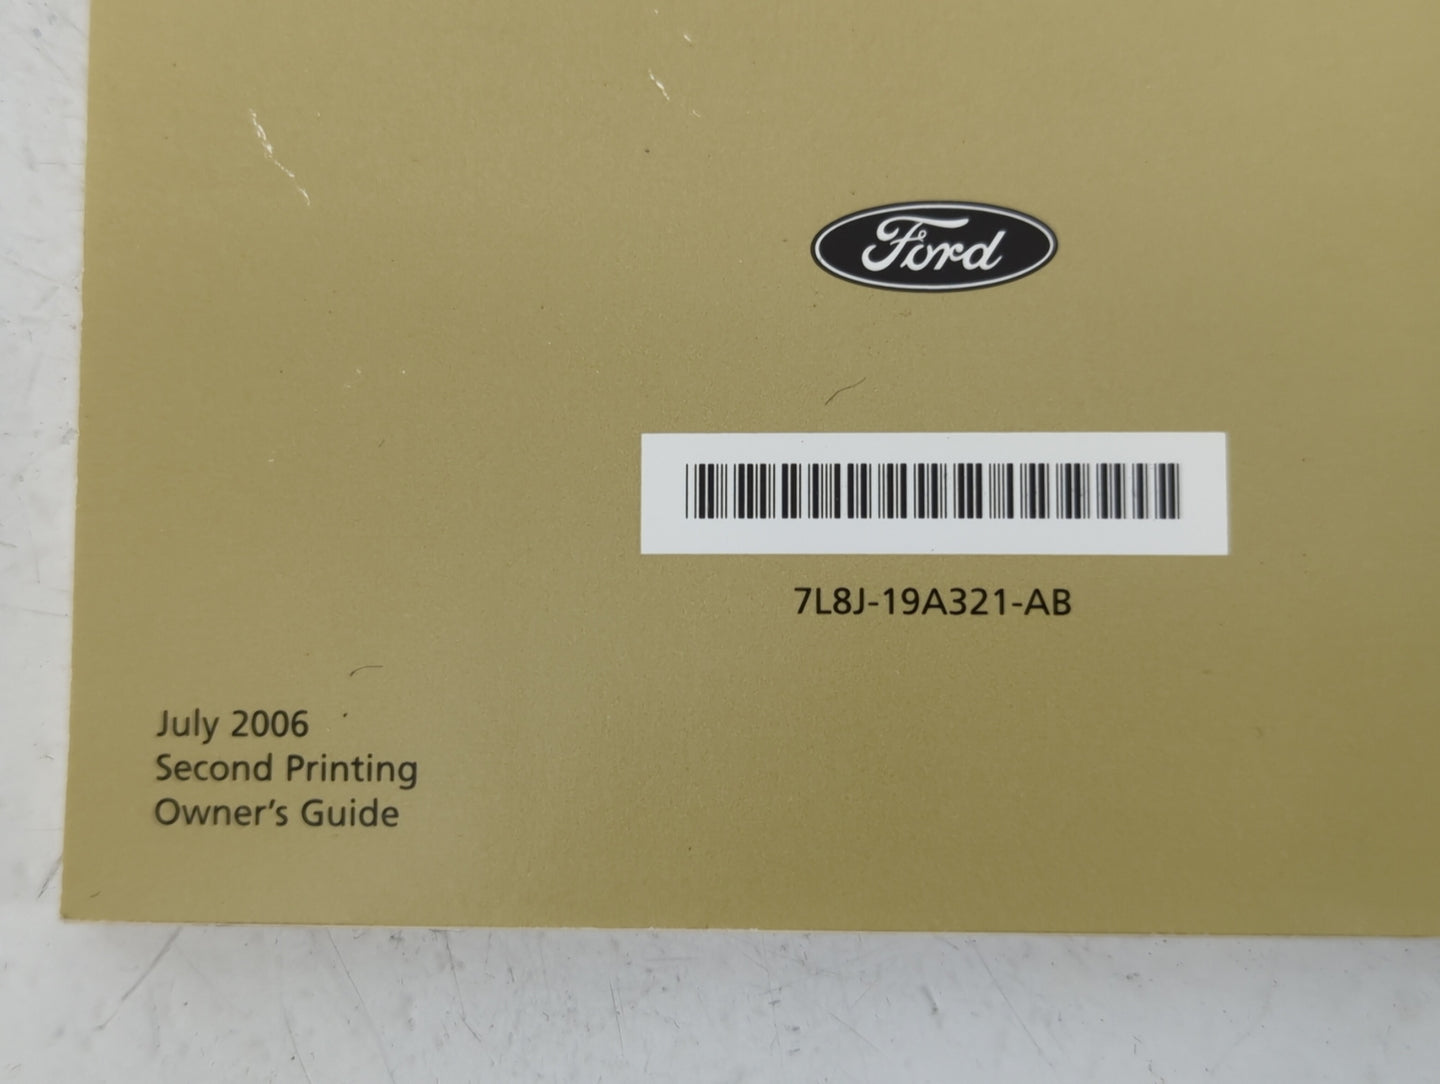 Ford
7L8J-19A321-AB
July 2006
Second Printing
Owner's Guide